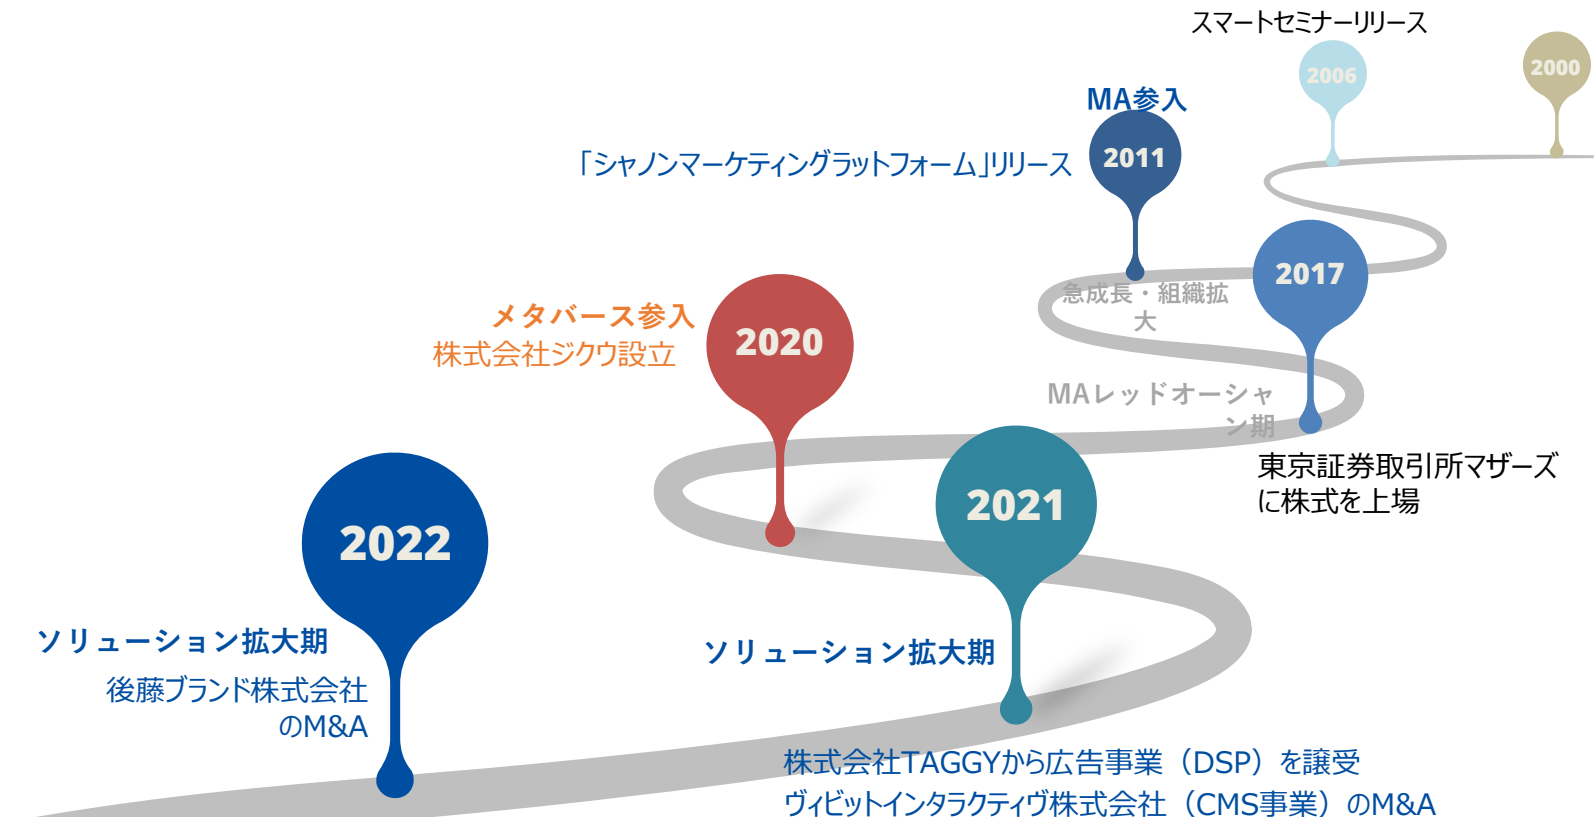 スマートセミナーリリース
2006
2000
MA参入
「シャノンマーケティングラットフォーム」リリース
2011
急成長・組織拡
大
2017
MAレッドオーシャ
ン期
東京証券取引所マザーズ
に株式を上場
メタバース参入
株式会社ジクウ設立
2020
2021
ソリューション拡大期
株式会社TAGGYから広告事業（DSP）を譲受
ヴィビットインタラクティヴ株式会社（CMS事業）のM&A
2022
ソリューション拡大期
後藤ブランド株式会社
のM&A